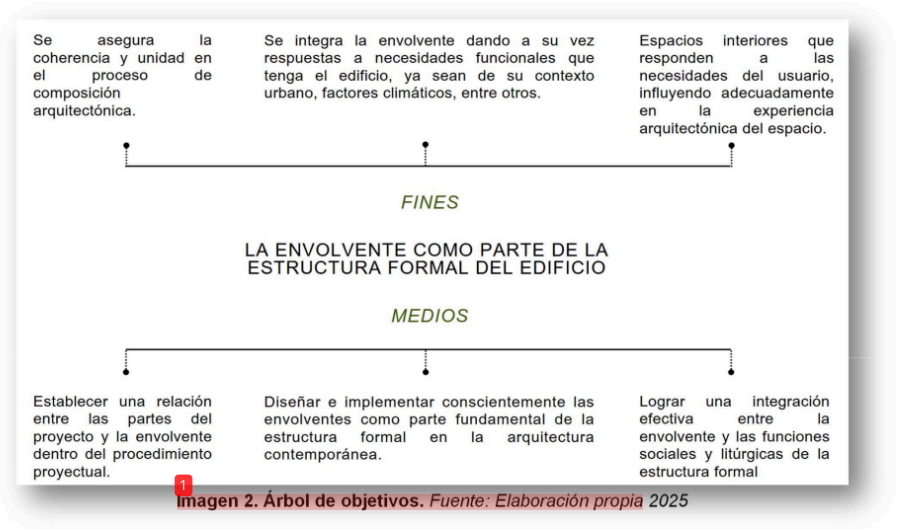 Se asegura la
coherencia y unidad en
el proceso de
composición
arquitectónica.
Se integra la envolvente dando a su vez
respuestas a necesidades funcionales que
tenga el edificio, ya sean de su contexto
urbano, factores climáticos, entre otros.
Espacios interiores que
responden a las
necesidades del usuario,
influyendo adecuadamente
en la experiencia
arquitectónica del espacio.
FINES
LA ENVOLVENTE COMO PARTE DE LA
ESTRUCTURA FORMAL DEL EDIFICIO
MEDIOS
Establecer una relación
entre las partes del
proyecto y la envolvente
dentro del procedimiento
proyectual.
Diseñar e implementar conscientemente las
envolventes como parte fundamental de la
estructura formal en la arquitectura
contemporánea.
Lograr una integración
efectiva entre la
envolvente y las funciones
sociales y litúrgicas de la
estructura formal
1
Imagen 2. Árbol de objetivos. Fuente: Elaboración propia 2025